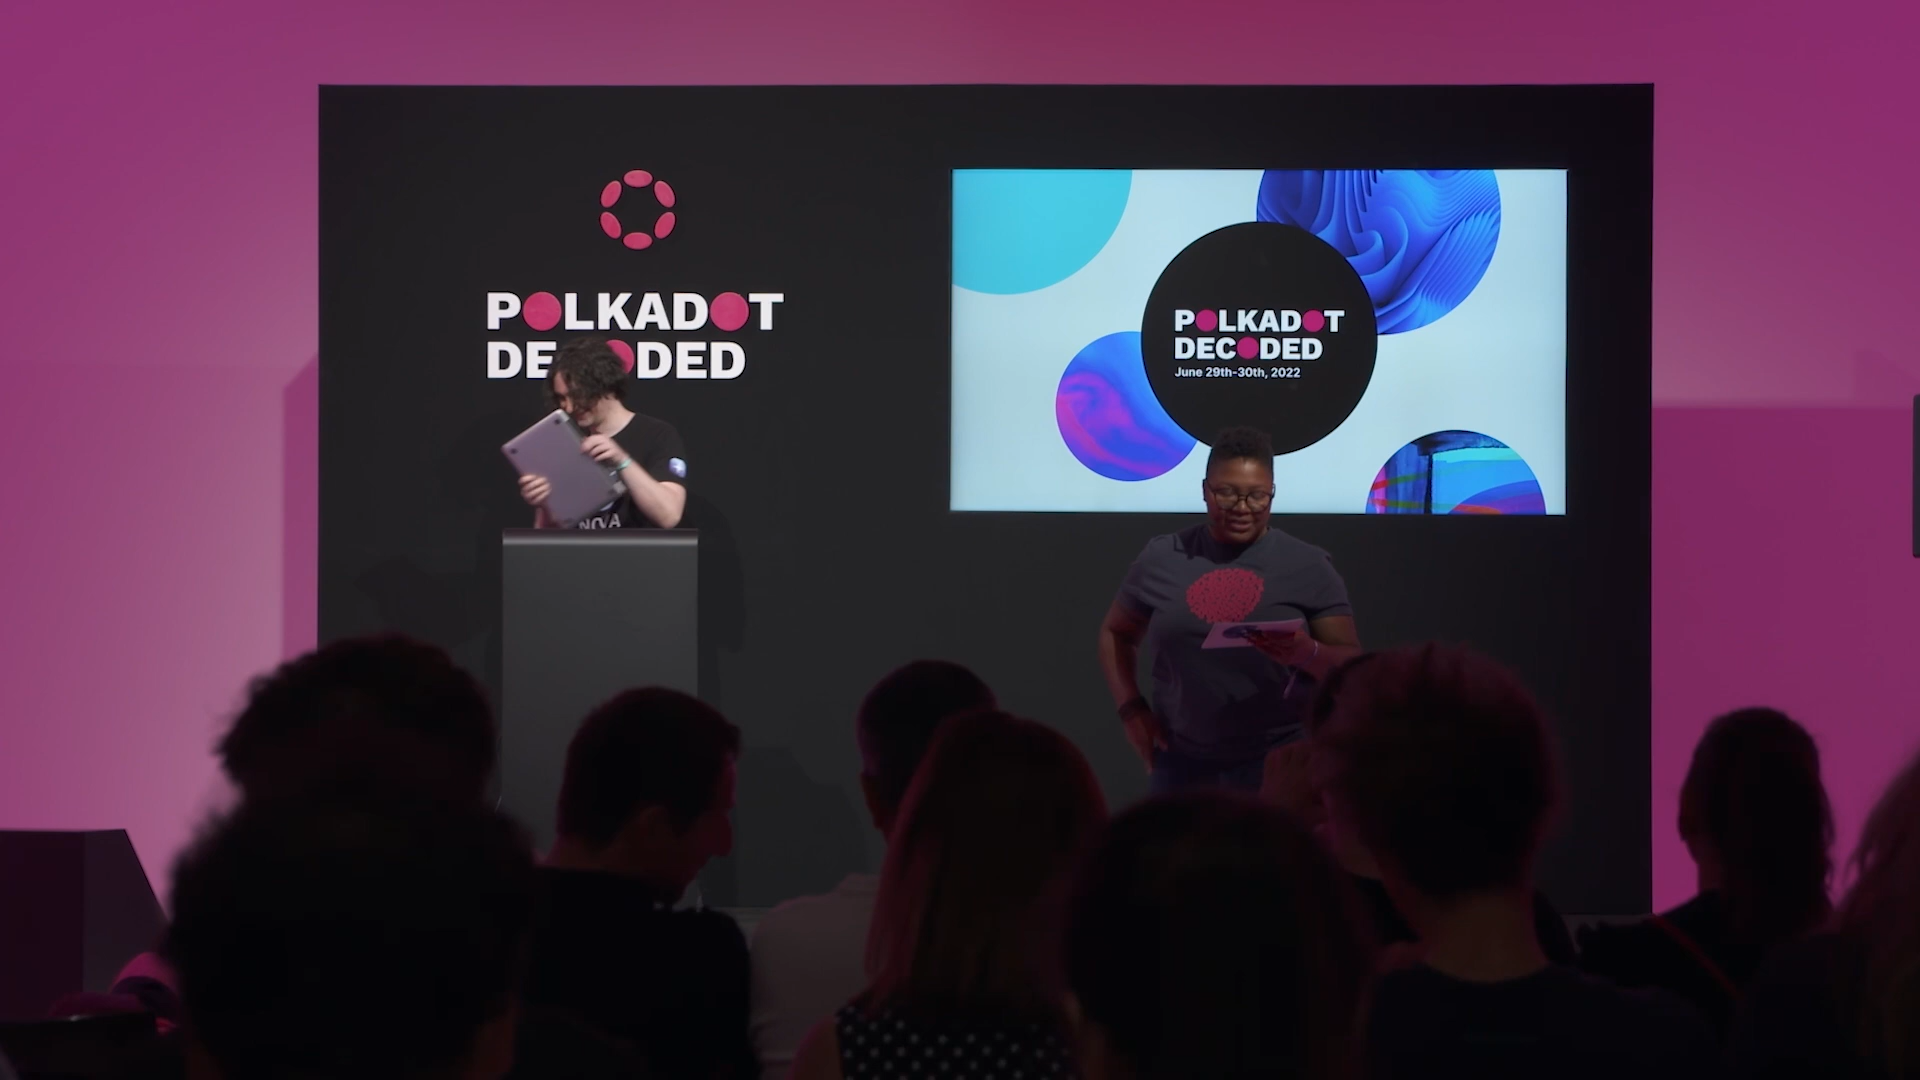 POLKADOT
DECODED
POLKADOT
DECODED
June 29th-30th, 2022
NOVA